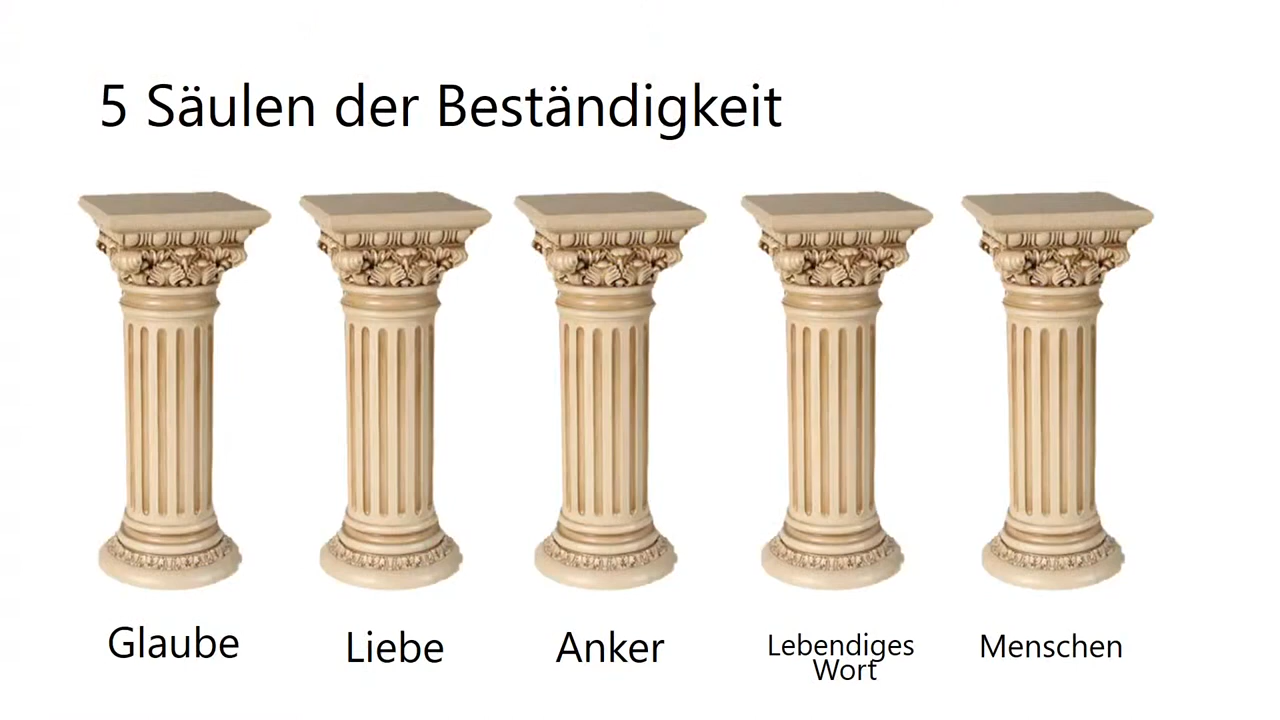 5 Säulen der Beständigkeit
Glaube
Liebe
Anker
Lebendiges
Wort
Menschen